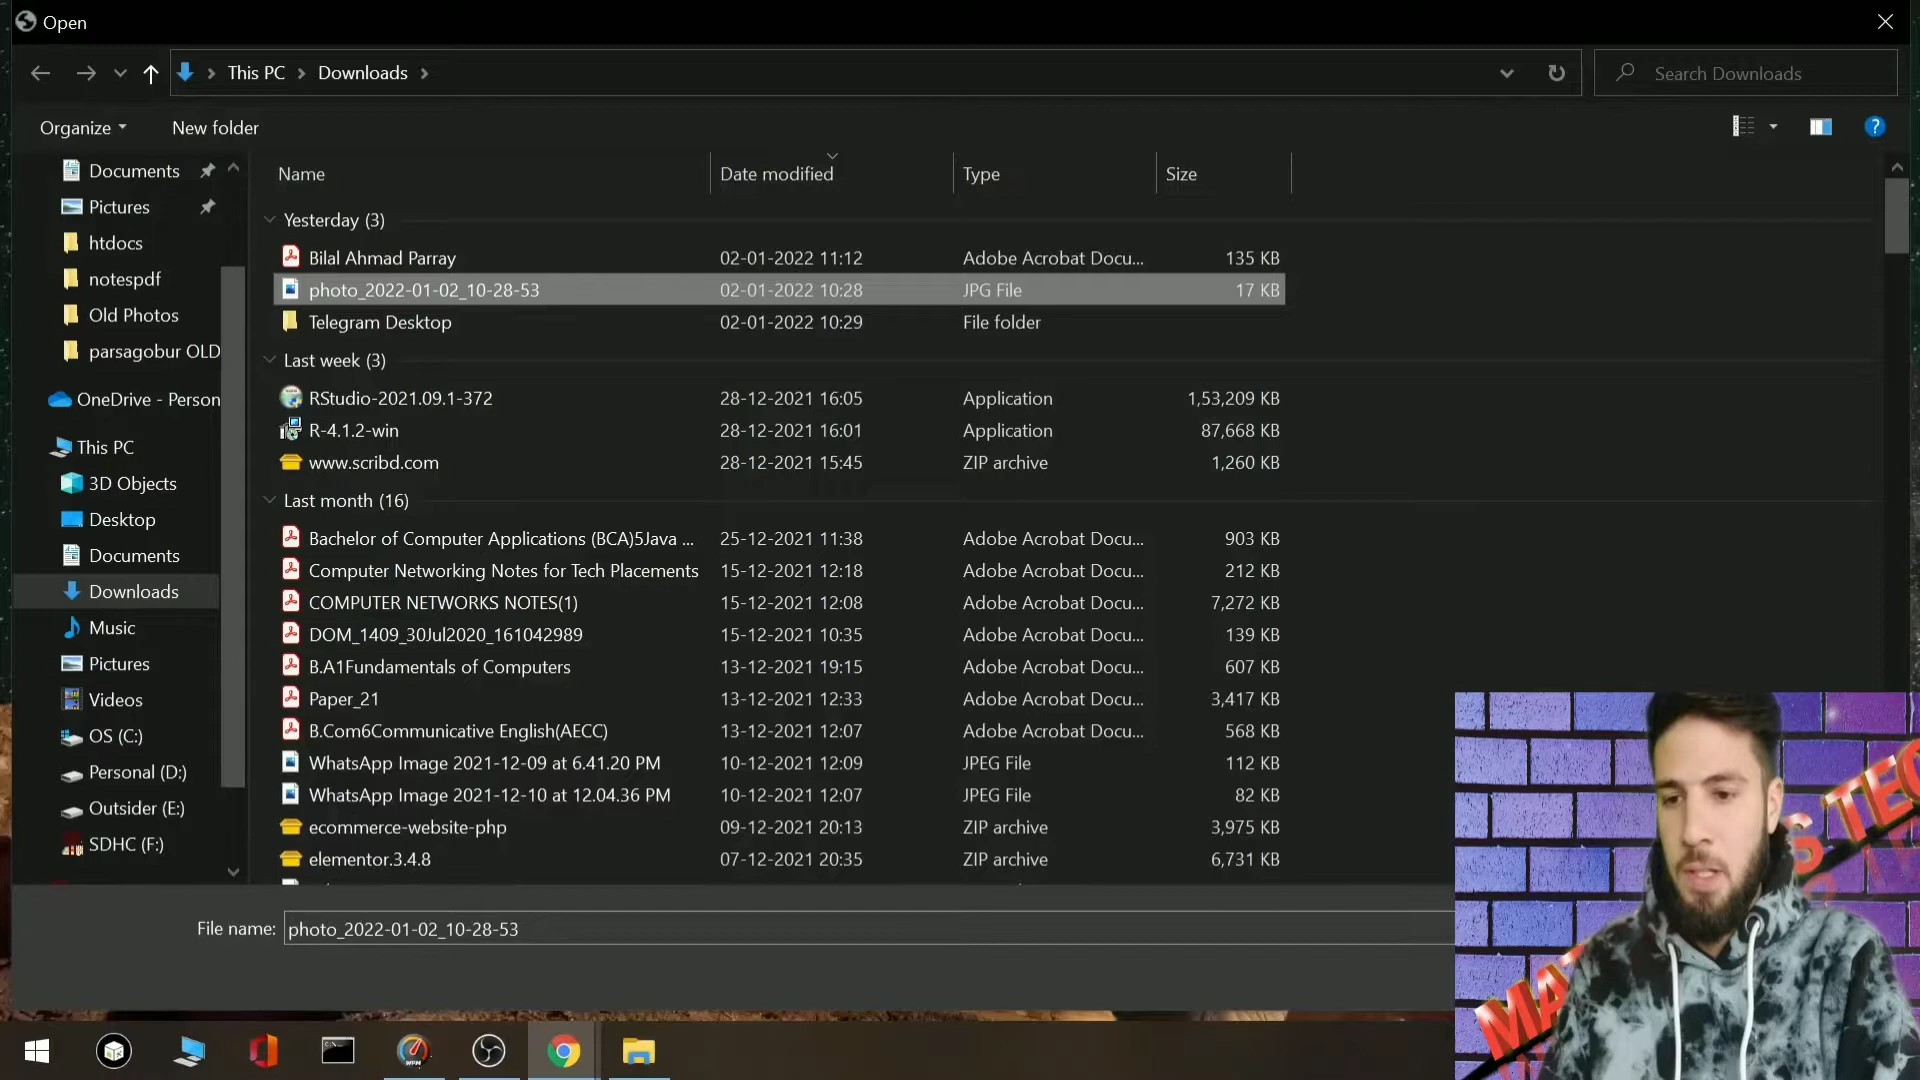 Open
This PC > Downloads >
Search Downloads
Organize
New folder
Documents
Pictures
htdocs
notespdf
Old Photos
parsagobur OLD
OneDrive - Person
This PC
3D Objects
Desktop
Documents
Downloads
Music
Pictures
Videos
OS (C:)
Personal (D:)
Outsider (E:)
SDHC (F:)
Name Date modified Type Size
Yesterday (3)
Bilal Ahmad Parray 02-01-2022 11:12 Adobe Acrobat Docu... 135 KB
photo_2022-01-02_10-28-53 02-01-2022 10:28 JPG File 17 KB
Telegram Desktop 02-01-2022 10:29 File folder
Last week (3)
RStudio-2021.09.1-372 28-12-2021 16:05 Application 1,53,209 KB
R-4.1.2-win 28-12-2021 16:01 Application 87,668 KB
www.scribd.com 28-12-2021 15:45 ZIP archive 1,260 KB
Last month (16)
Bachelor of Computer Applications (BCA)5Java ... 25-12-2021 11:38 Adobe Acrobat Docu... 903 KB
Computer Networking Notes for Tech Placements 15-12-2021 12:18 Adobe Acrobat Docu... 212 KB
COMPUTER NETWORKS NOTES(1) 15-12-2021 12:08 Adobe Acrobat Docu... 7,272 KB
DOM_1409_30Jul2020_161042989 15-12-2021 10:35 Adobe Acrobat Docu... 139 KB
B.A1Fundamentals of Computers 13-12-2021 19:15 Adobe Acrobat Docu... 607 KB
Paper_21 13-12-2021 12:33 Adobe Acrobat Docu... 3,417 KB
B.Com6Communicative English(AECC) 13-12-2021 12:07 Adobe Acrobat Docu... 568 KB
WhatsApp Image 2021-12-09 at 6.41.20 PM 10-12-2021 12:09 JPEG File 112 KB
WhatsApp Image 2021-12-10 at 12.04.36 PM 10-12-2021 12:07 JPEG File 82 KB
ecommerce-website-php 09-12-2021 20:13 ZIP archive 3,975 KB
elementor.3.4.8 07-12-2021 20:35 ZIP archive 6,731 KB
File name: photo_2022-01-02_10-28-53